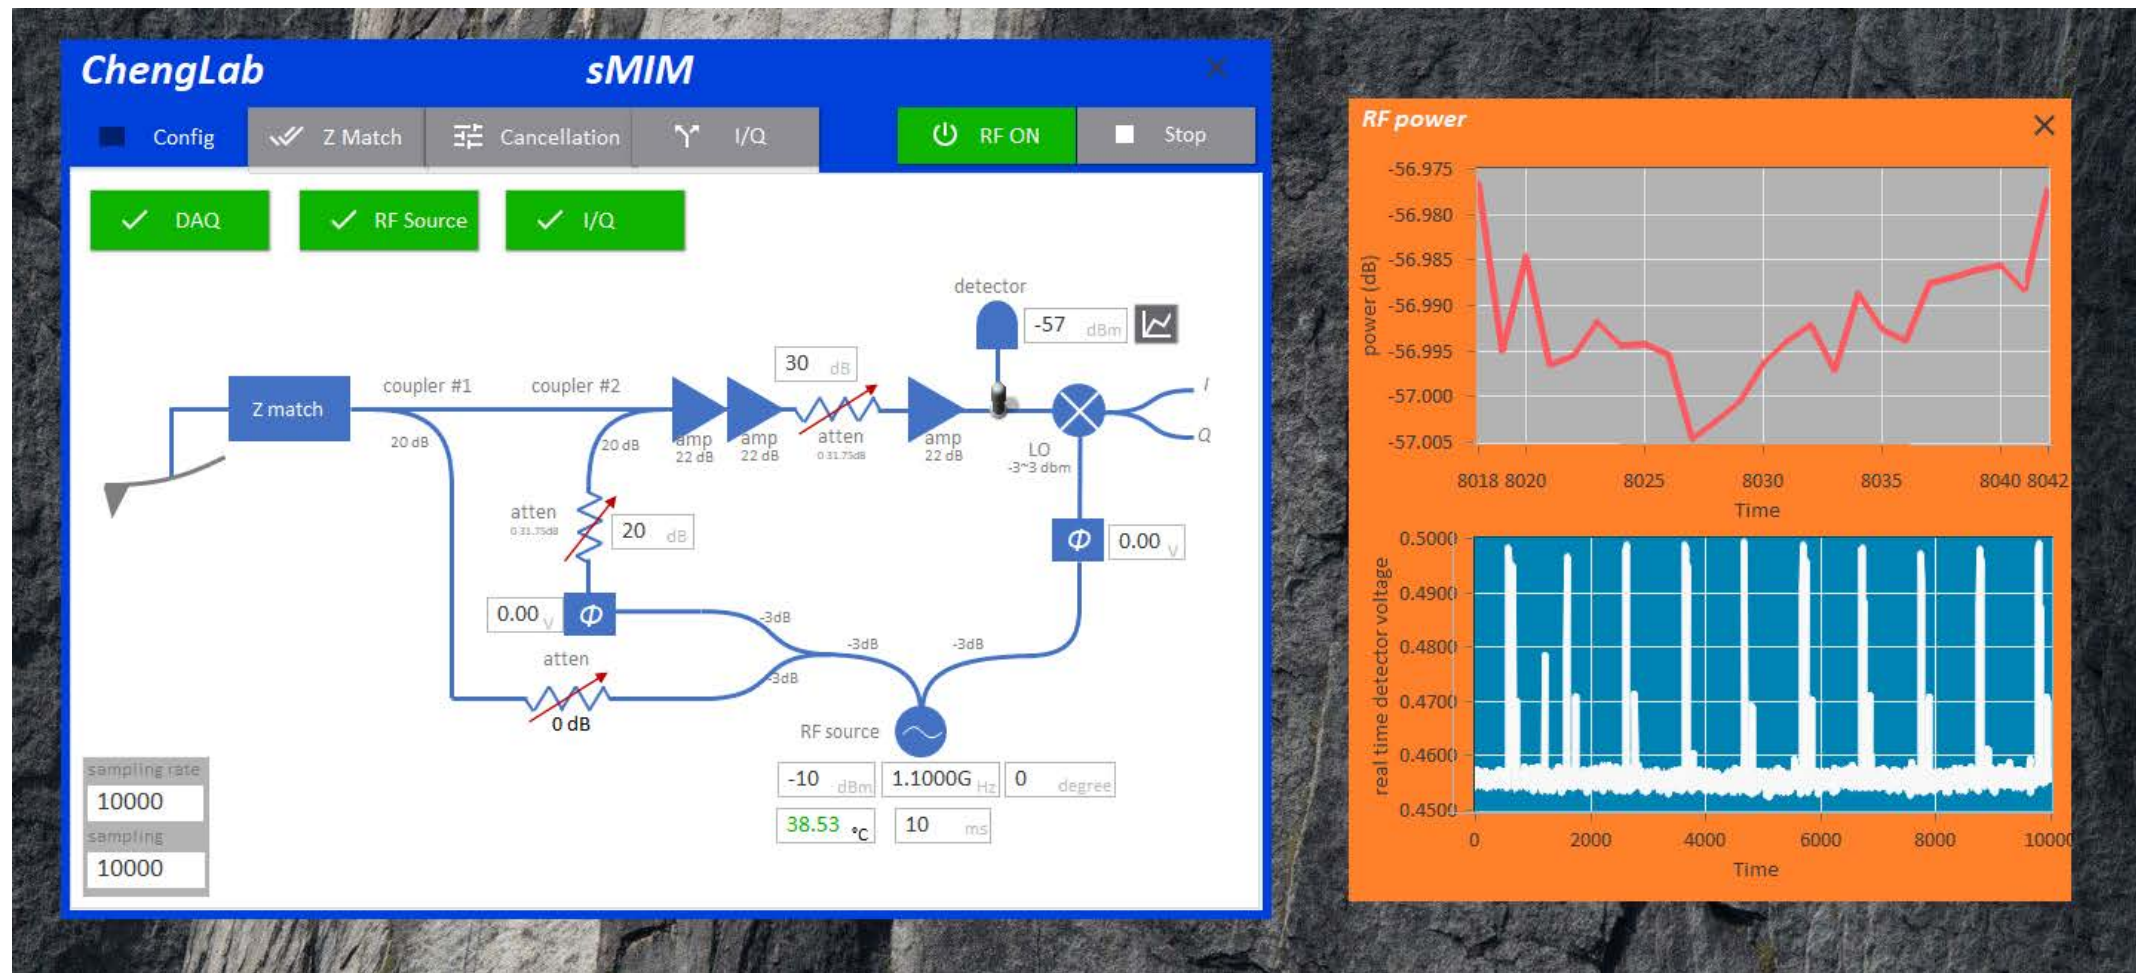 ChengLab
sMIM
Config
Z Match
Cancellation
I/Q
RF ON
Stop
DAQ
RF Source
I/Q
detector
-57 dBm
30 dB
coupler #1
coupler #2
Z match
20 dB
20 dB
amp
22 dB
amp
22 dB
atten
0 31.75dB
amp
22 dB
LO
-3~3 dbm
I
Q
atten
0 31.75dB
20 dB
Φ
0.00 V
0.00 V
Φ
-3dB
-3dB
-3dB
-3dB
atten
0 dB
RF source
-10 dBm
1.1000G Hz
0 degree
38.53 °C
10 ms
sampling rate
10000
sampling
10000
RF power
-56.975
-56.980
-56.985
-56.990
-56.995
-57.000
-57.005
power (dB)
8018 8020 8025 8030 8035 8040 8042
Time
0.5000
0.4900
0.4800
0.4700
0.4600
0.4500
real time detector voltage
0 2000 4000 6000 8000 10000
Time